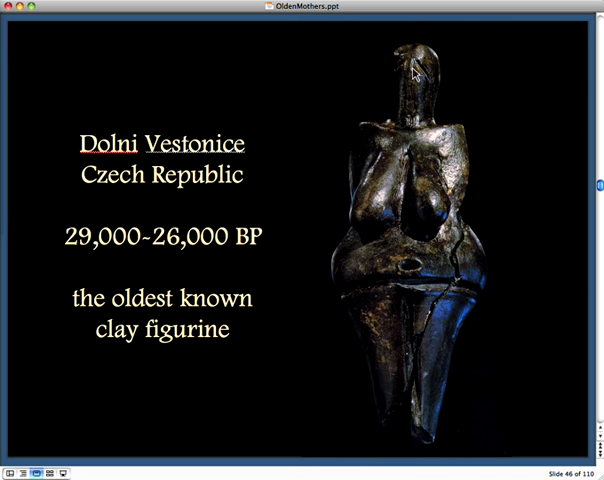 OldenMothers.ppt
Dolni Vestonice
Czech Republic
29,000-26,000 BP
the oldest known
clay figurine
Slide 46 of 110